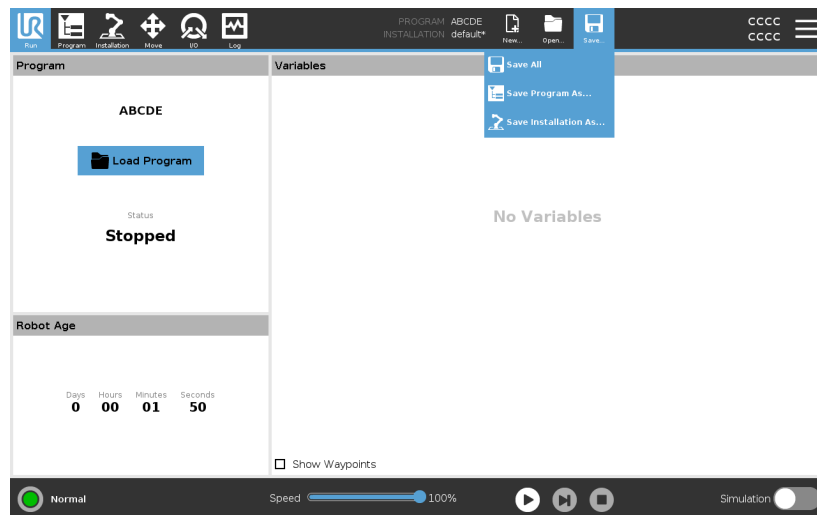 UR
Run Program Installation Move I/O Log
PROGRAM ABCDE
INSTALLATION default*
New... Open... Save...
CCCC
CCCC
Save All
Save Program As...
Save Installation As...
Program
ABCDE
Load Program
Status
Stopped
Robot Age
Days Hours Minutes Seconds
0 00 01 50
Variables
No Variables
Show Waypoints
Normal
Speed 100%
Simulation